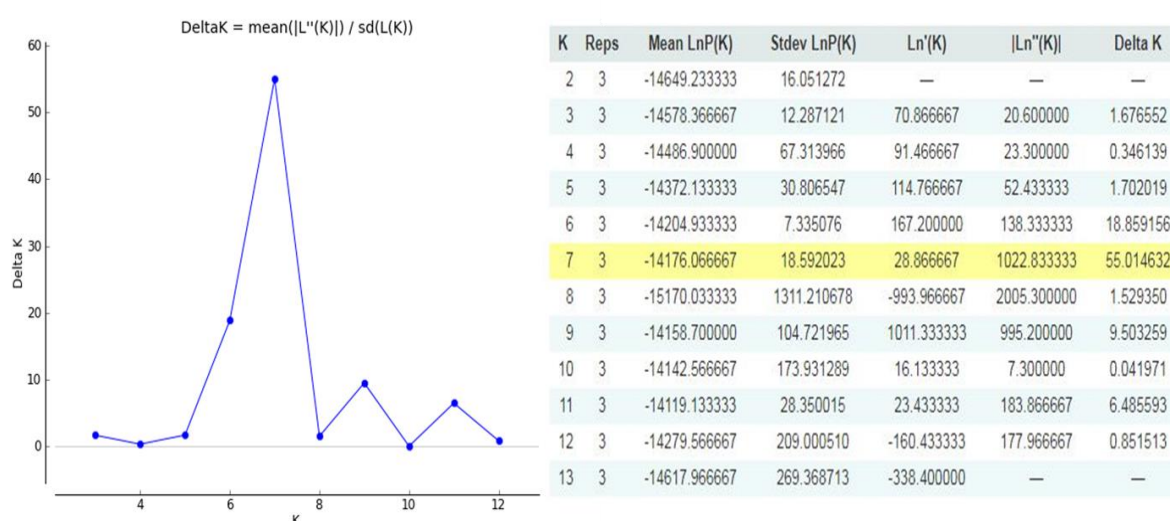 DeltaK = mean(|L''(K)|) / sd(L(K))
60
50
40
30
20
10
0
Delta K
4 6 8 10 12
K
K Reps Mean LnP(K) Stdev LnP(K) Ln'(K) |Ln''(K)| Delta K
2 3 -14649.233333 16.051272 — — —
3 3 -14578.366667 12.287121 70.866667 20.600000 1.676552
4 3 -14486.900000 67.313966 91.466667 23.300000 0.346139
5 3 -14372.133333 30.806547 114.766667 52.433333 1.702019
6 3 -14204.933333 7.335076 167.200000 138.333333 18.859156
7 3 -14176.066667 18.592023 28.866667 1022.833333 55.014632
8 3 -15170.033333 1311.210678 -993.966667 2005.300000 1.529350
9 3 -14158.700000 104.721965 1011.333333 995.200000 9.503259
10 3 -14142.566667 173.931289 16.133333 7.300000 0.041971
11 3 -14119.133333 28.350015 23.433333 183.866667 6.485593
12 3 -14279.566667 209.000510 -160.433333 177.966667 0.851513
13 3 -14617.966667 269.368713 -338.400000 — —